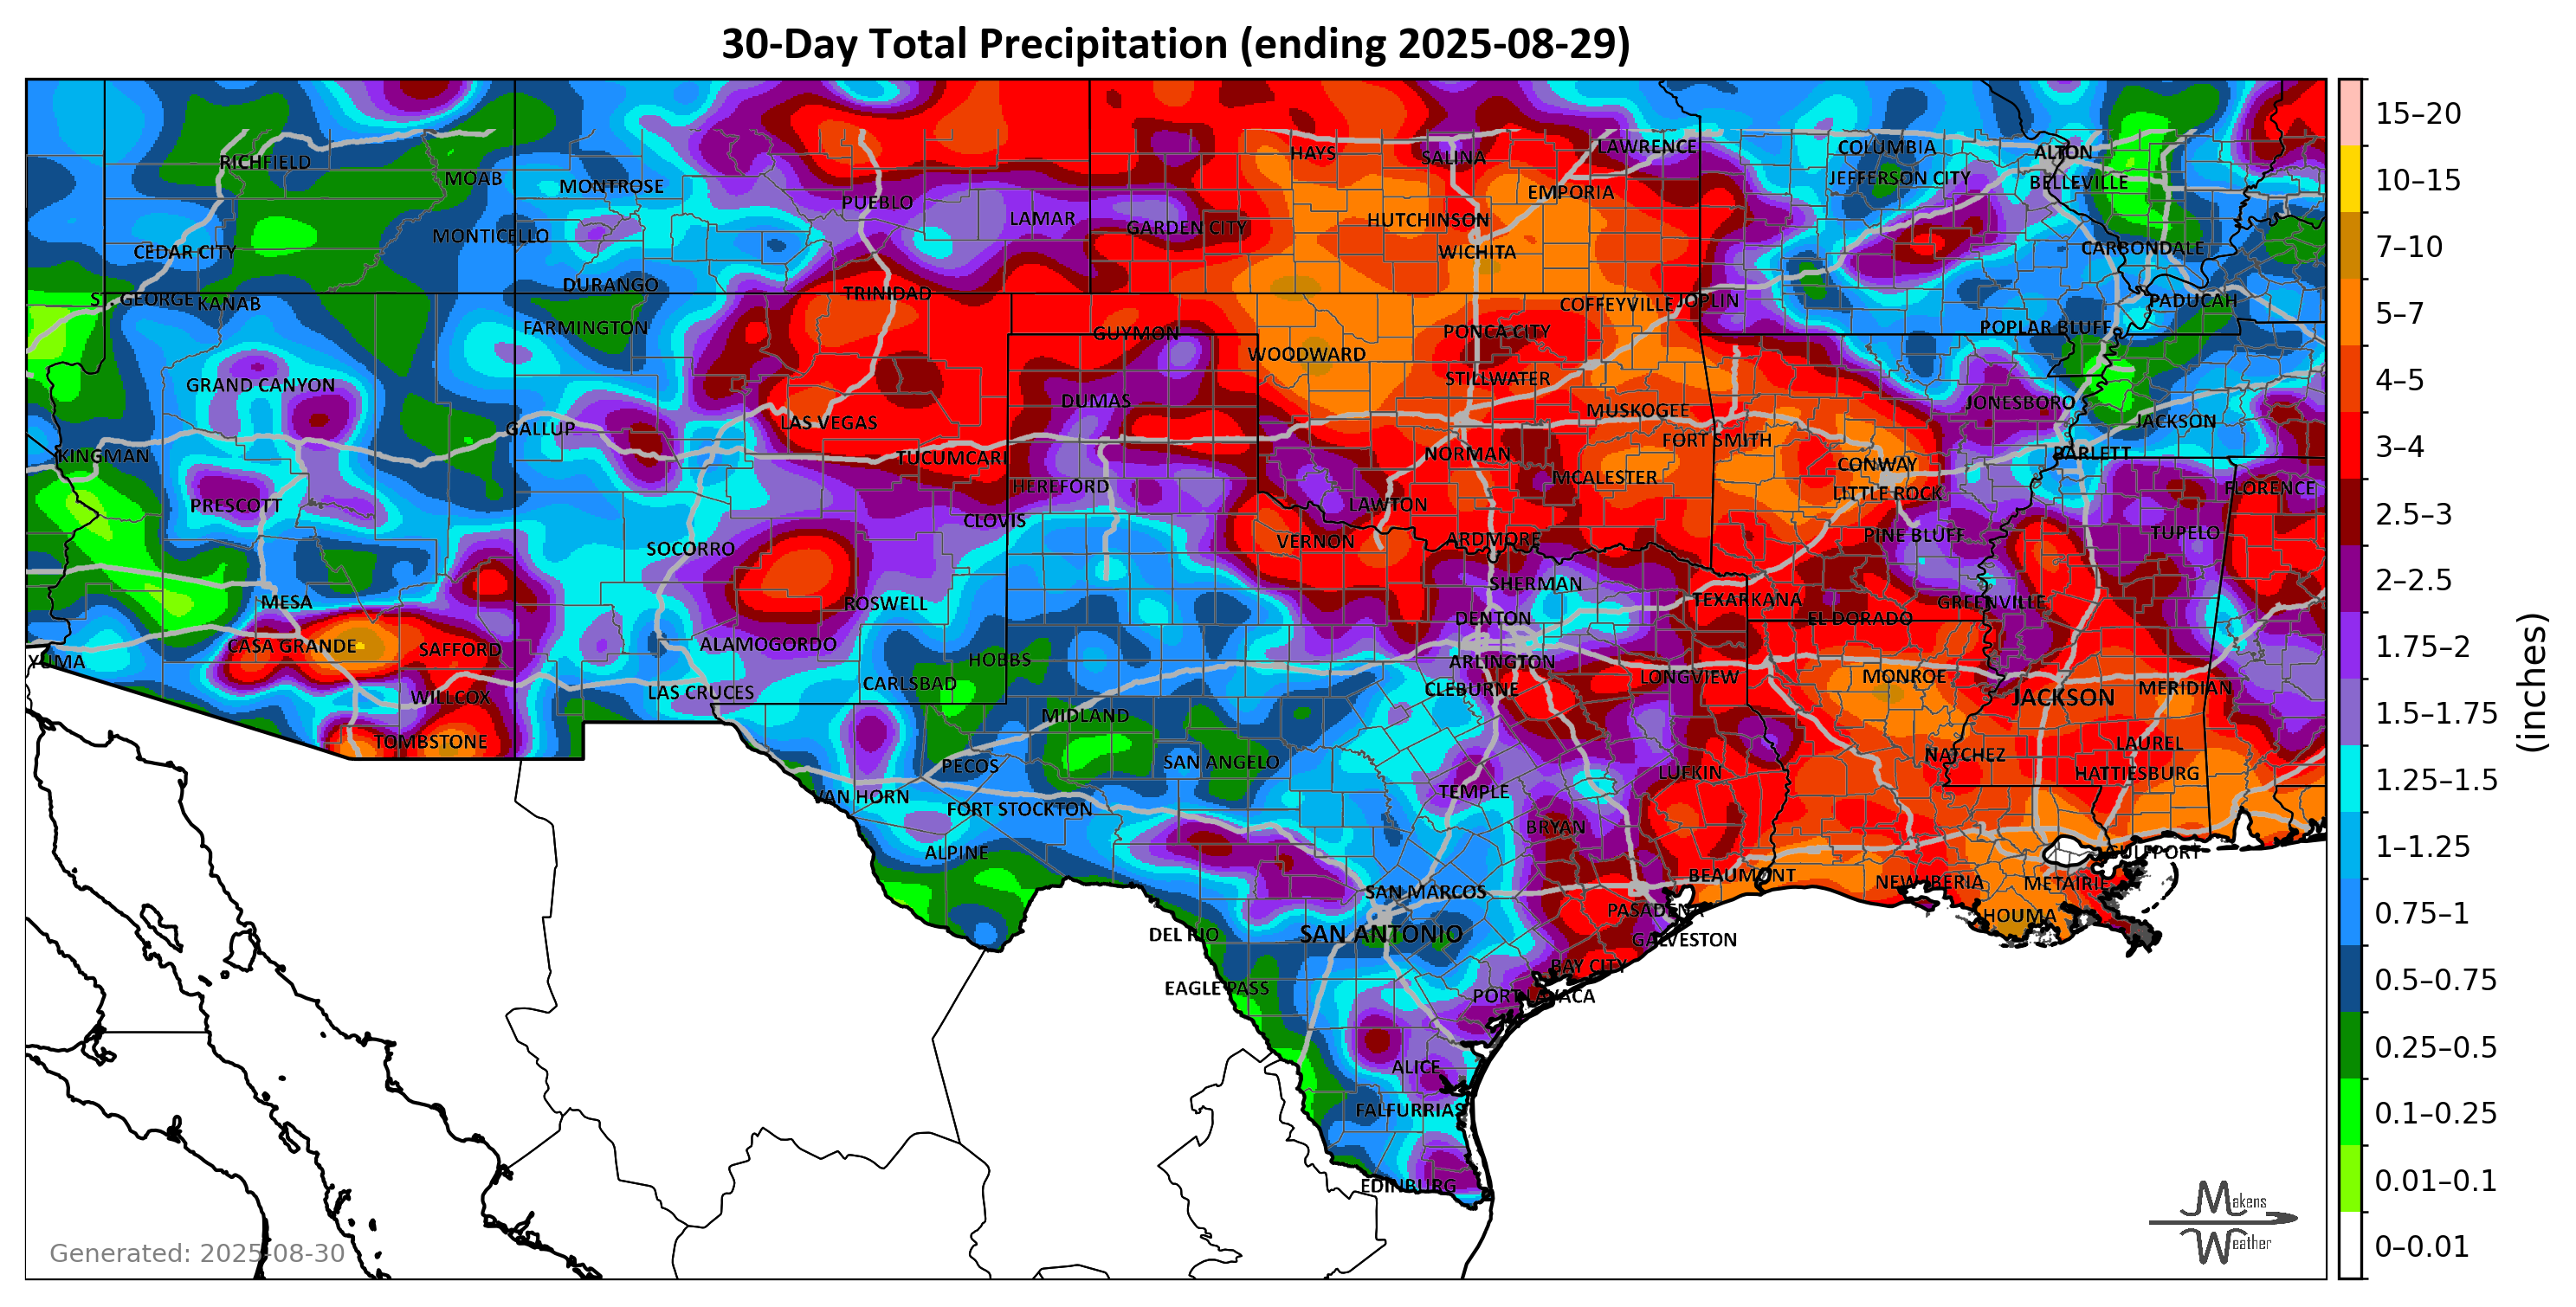 30-Day Total Precipitation (ending 2025-08-29)
HAYS
SALINA
LAWRENCE
COLUMBIA
ALTON
RICHFIELD
MOAB
MONTROSE
EMPORIA
JEFFERSON CITY
BELLEVILLE
PUEBLO
LAMAR
GARDEN CITY
HUTCHINSON
MONTICELLO
CEDAR CITY
WICHITA
CARBONDALE
DURANGO
TRINIDAD
ST. GEORGE
KANAB
COFFEYVILLE
JOPLIN
PADUCAH
FARMINGTON
GUYMON
PONCA CITY
POPLAR BLUFF
WOODWARD
GRAND CANYON
STILLWATER
DUMAS
MUSKOGEE
JONESBORO
LAS VEGAS
JACKSON
GALLUP
FORT SMITH
KINGMAN
TUCUMCARI
NORMAN
BARLETT
CONWAY
MCALESTER
HEREFORD
LITTLE ROCK
FLORENCE
PRESCOTT
LAWTON
CLOVIS
PINE BLUFF
TUPELO
VERNON
ARDMORE
SOCORRO
SHERMAN
MESA
ROSWELL
TEXARKANA
GREENVILLE
DENTON
EL DORADO
CASA GRANDE
SAFFORD
ALAMOGORDO
YUMA
HOBBS
ARLINGTON
LONGVIEW
MONROE
CARLSBAD
CLEBURNE
MERIDIAN
WILLCOX
LAS CRUCES
JACKSON
MIDLAND
TOMBSTONE
LAUREL
NATCHEZ
PECOS
SAN ANGELO
LUFKIN
HATTIESBURG
VAN HORN
TEMPLE
FORT STOCKTON
BRYAN
ALPINE
GULFPORT
BEAUMONT
NEW IBERIA
METAIRIE
SAN MARCOS
PASADENA
HOUMA
DEL RIO
SAN ANTONIO
GALVESTON
BAY CITY
EAGLE PASS
PORT LAVACA
ALICE
FALFURRIAS
EDINBURG
Generated: 2025-08-30
Makens
Weather
15–20
10–15
7–10
5–7
4–5
3–4
2.5–3
2–2.5
1.75–2
1.5–1.75
1.25–1.5
1–1.25
0.75–1
0.5–0.75
0.25–0.5
0.1–0.25
0.01–0.1
0–0.01
(inches)